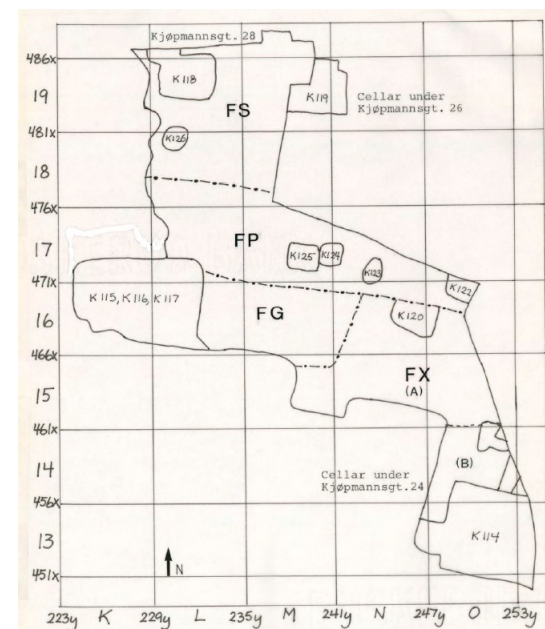 Kjøpmannsgt. 28
486x
K118
19
K119
Cellar under
Kjøpmannsgt. 26
FS
481x
K126
18
476x
17
FP
K125
K124
K123
471x
K122
K115, K116, K117
16
FG
K120
466x
FX
(A)
15
461x
14
(B)
Cellar under
Kjøpmannsgt.24
456x
13
K114
451x
N
223y K 229y L 235y M 241y N 247y O 253y